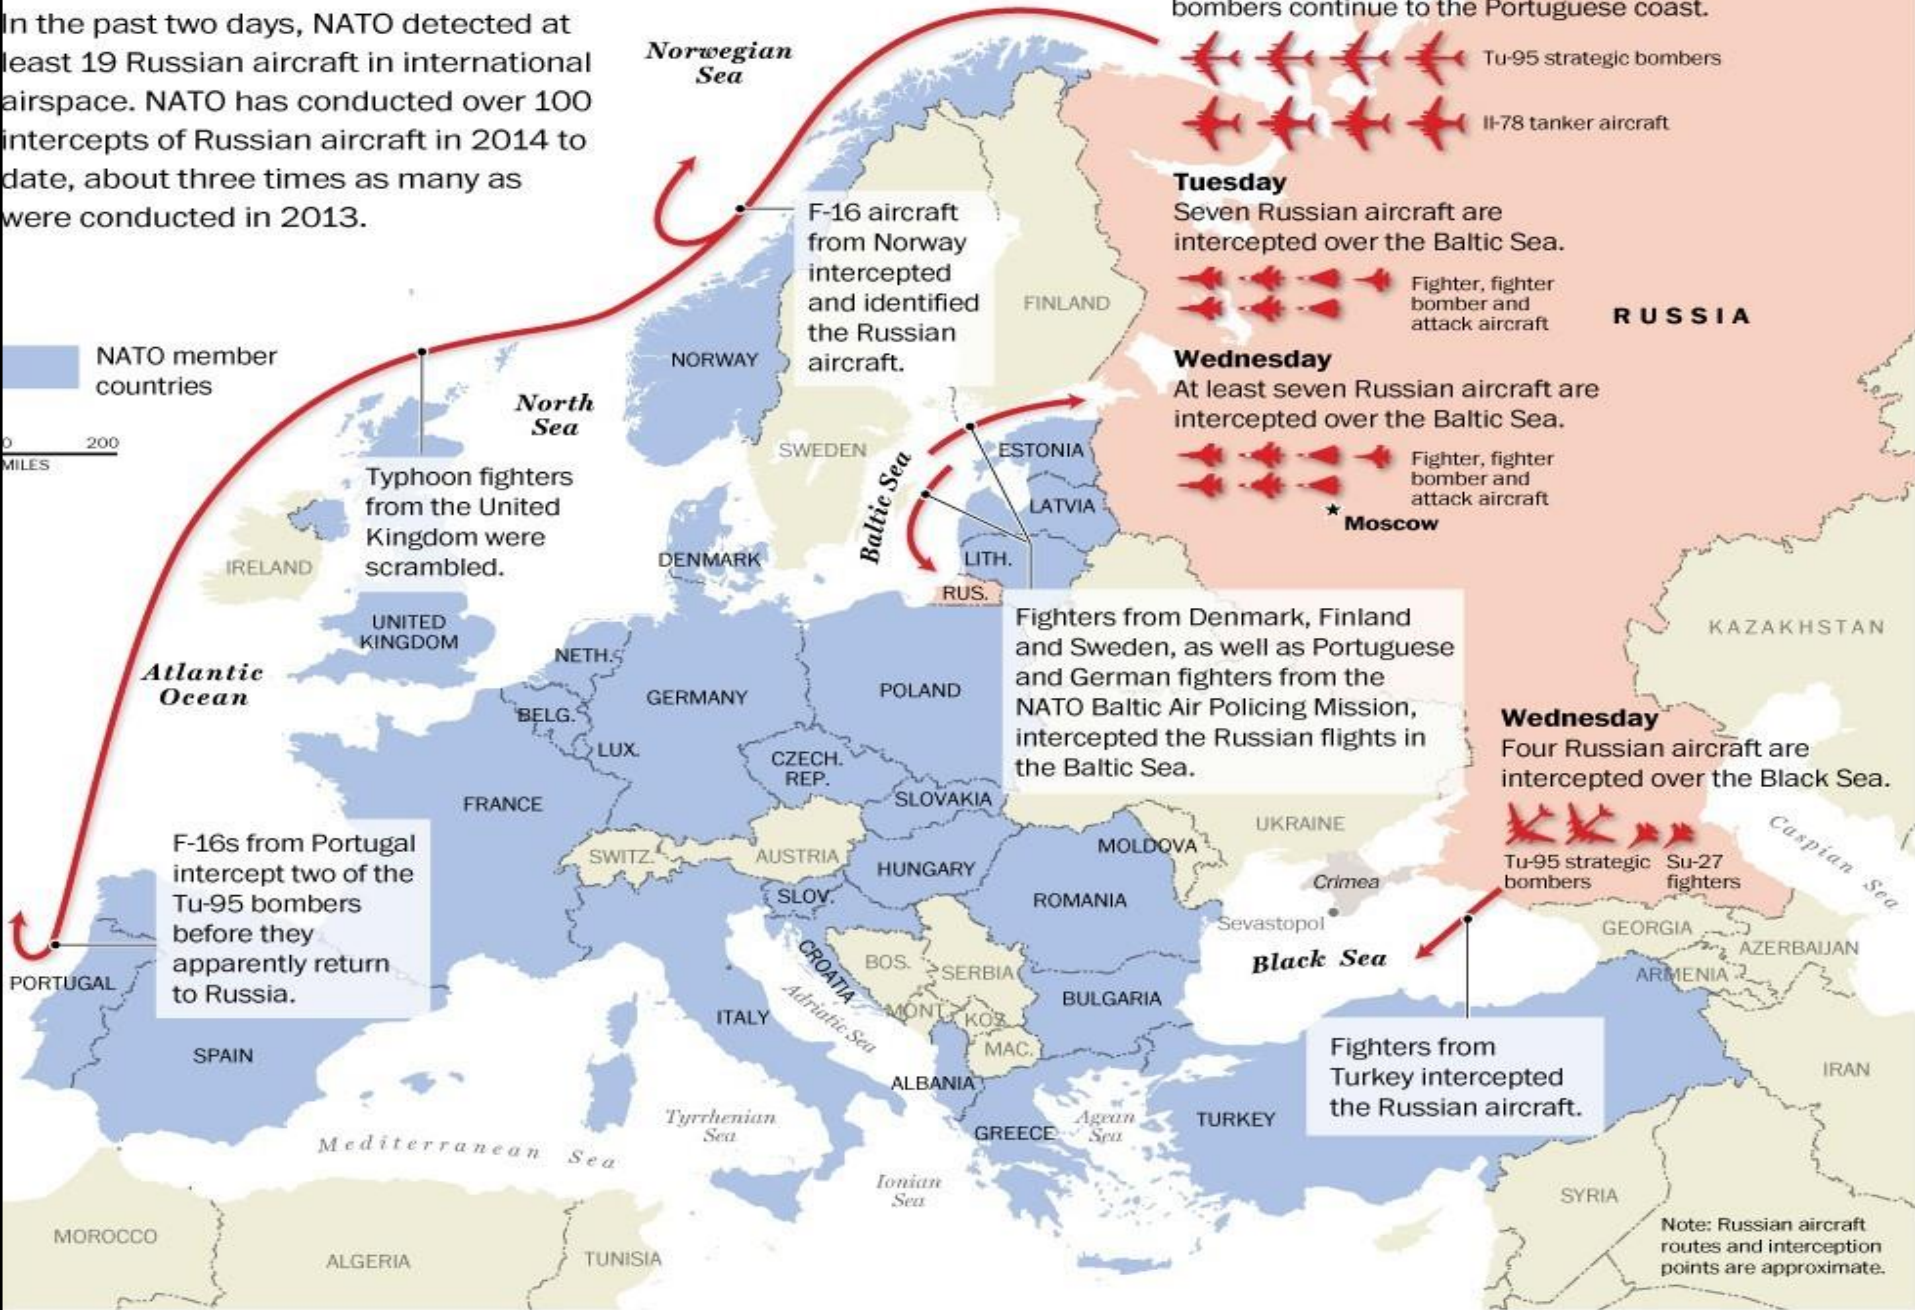 In the past two days, NATO detected at
least 19 Russian aircraft in international
airspace. NATO has conducted over 100
intercepts of Russian aircraft in 2014 to
date, about three times as many as
were conducted in 2013.
NATO member
countries
0 200
MILES
bombers continue to the Portuguese coast.
Tu-95 strategic bombers
Il-78 tanker aircraft
Tuesday
Seven Russian aircraft are
intercepted over the Baltic Sea.
Fighter, fighter
bomber and
attack aircraft
Wednesday
At least seven Russian aircraft are
intercepted over the Baltic Sea.
Fighter, fighter
bomber and
attack aircraft
Moscow
RUSSIA
Norwegian
Sea
F-16 aircraft
from Norway
intercepted
and identified
the Russian
aircraft.
FINLAND
NORWAY
North
Sea
SWEDEN
Baltic Sea
ESTONIA
LATVIA
LITH.
RUS.
DENMARK
Typhoon fighters
from the United
Kingdom were
scrambled.
IRELAND
UNITED
KINGDOM
Atlantic
Ocean
NETH.
BELG.
LUX.
GERMANY
POLAND
CZECH.
REP.
SLOVAKIA
FRANCE
Fighters from Denmark, Finland
and Sweden, as well as Portuguese
and German fighters from the
NATO Baltic Air Policing Mission,
intercepted the Russian flights in
the Baltic Sea.
KAZAKHSTAN
Wednesday
Four Russian aircraft are
intercepted over the Black Sea.
Tu-95 strategic
bombers
Su-27
fighters
Caspian Sea
UKRAINE
MOLDOVA
Crimea
Sevastopol
Black Sea
GEORGIA
AZERBAIJAN
ARMENIA
SWITZ.
AUSTRIA
HUNGARY
SLOV.
ROMANIA
CROATIA
BOS.
SERBIA
MONT.
KOS.
MAC.
BULGARIA
Adriatic Sea
ITALY
ALBANIA
GREECE
Agean
Sea
TURKEY
Fighters from
Turkey intercepted
the Russian aircraft.
IRAN
SYRIA
F-16s from Portugal
intercept two of the
Tu-95 bombers
before they
apparently return
to Russia.
PORTUGAL
SPAIN
Mediterranean Sea
Tyrrhenian
Sea
Ionian
Sea
MOROCCO
ALGERIA
TUNISIA
Note: Russian aircraft
routes and interception
points are approximate.